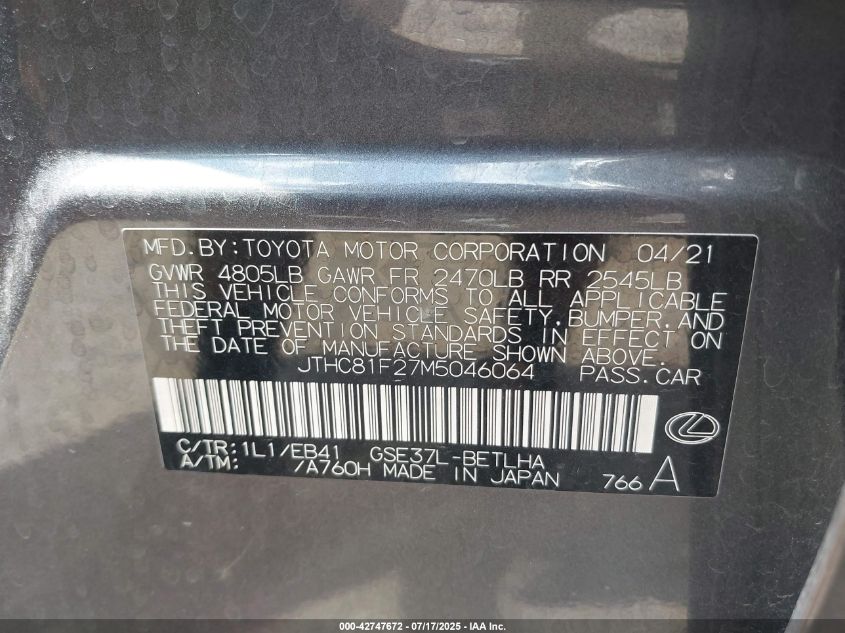 MFD.BY:TOYOTA MOTOR CORPORATION 04/21
GVWR 4805LB GAWR FR 2470LB RR 2545LB
THIS VEHICLE CONFORMS TO ALL APPLICABLE
FEDERAL MOTOR VEHICLE SAFETY,BUMPER,AND
THEFT PREVENTION STANDARDS IN EFFECT ON
THE DATE OF MANUFACTURE SHOWN ABOVE.
JTHC81F27M5046064 PASS.CAR
C/TR:1L1/EB41 GSE37L-BETLHA
A/TM: /A760H MADE IN JAPAN 766 A
000-42747672 - 07/17/2025 - IAA Inc.